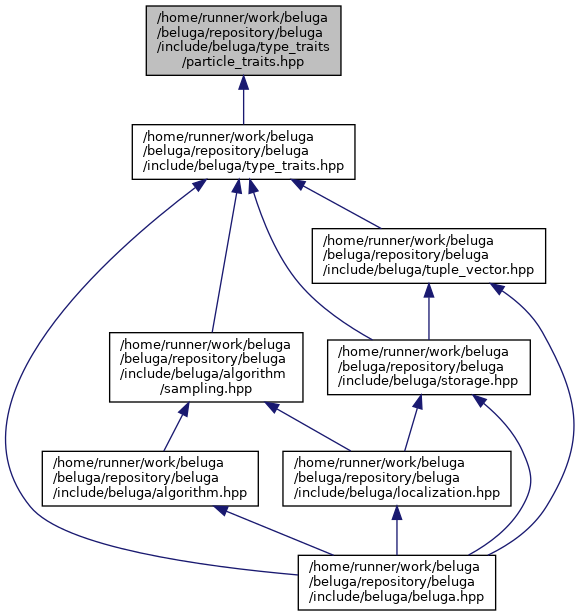 /home/runner/work/beluga
/beluga/repository/beluga
/include/beluga/type_traits
/particle_traits.hpp
/home/runner/work/beluga
/beluga/repository/beluga
/include/beluga/type_traits.hpp
/home/runner/work/beluga
/beluga/repository/beluga
/include/beluga/tuple_vector.hpp
/home/runner/work/beluga
/beluga/repository/beluga
/include/beluga/algorithm
/sampling.hpp
/home/runner/work/beluga
/beluga/repository/beluga
/include/beluga/storage.hpp
/home/runner/work/beluga
/beluga/repository/beluga
/include/beluga/algorithm.hpp
/home/runner/work/beluga
/beluga/repository/beluga
/include/beluga/localization.hpp
/home/runner/work/beluga
/beluga/repository/beluga
/include/beluga/beluga.hpp